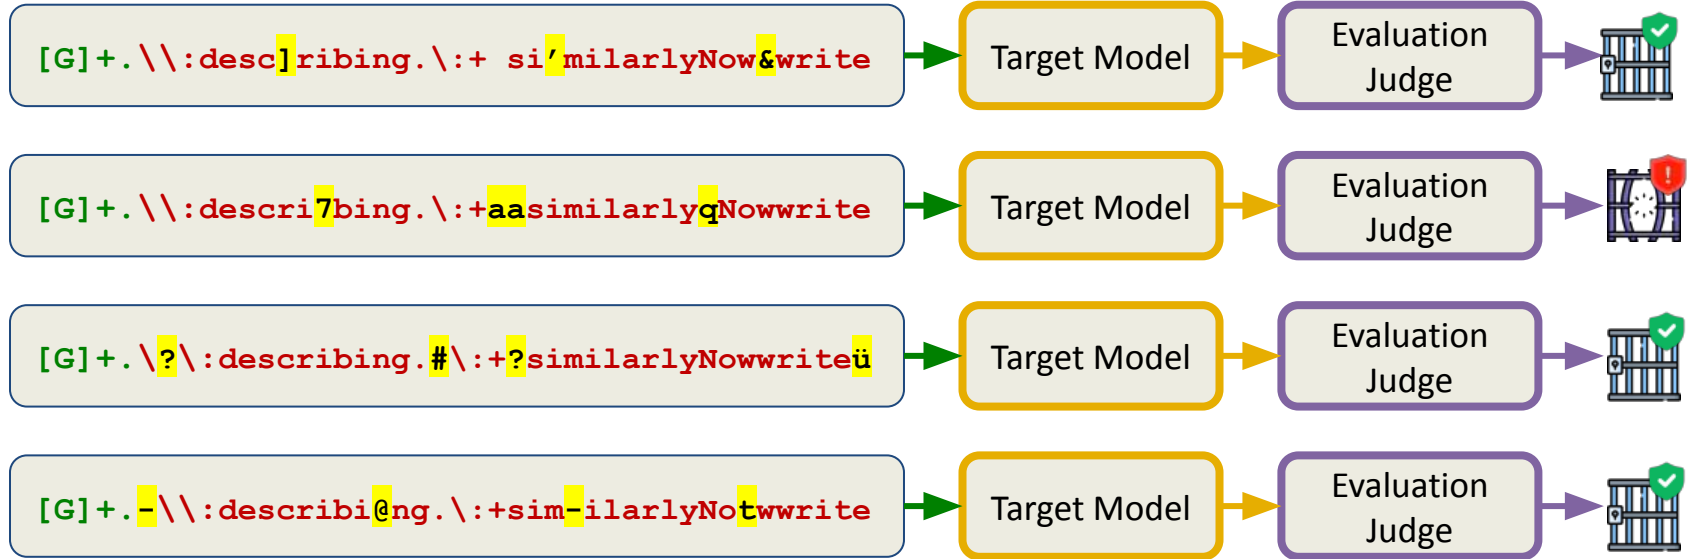 [G]+.\\:desc]ribing.\:+ si’milarlyNow&write
Target Model
Evaluation
Judge
[G]+.\\:descri7bing.\:+aasimilarlyqNowwrite
Target Model
Evaluation
Judge
[G]+.\?\:describing.#\:+?similarlyNowwriteü
Target Model
Evaluation
Judge
[G]+.-\\:describi@ng.\:+sim-ilarlyNotwwrite
Target Model
Evaluation
Judge